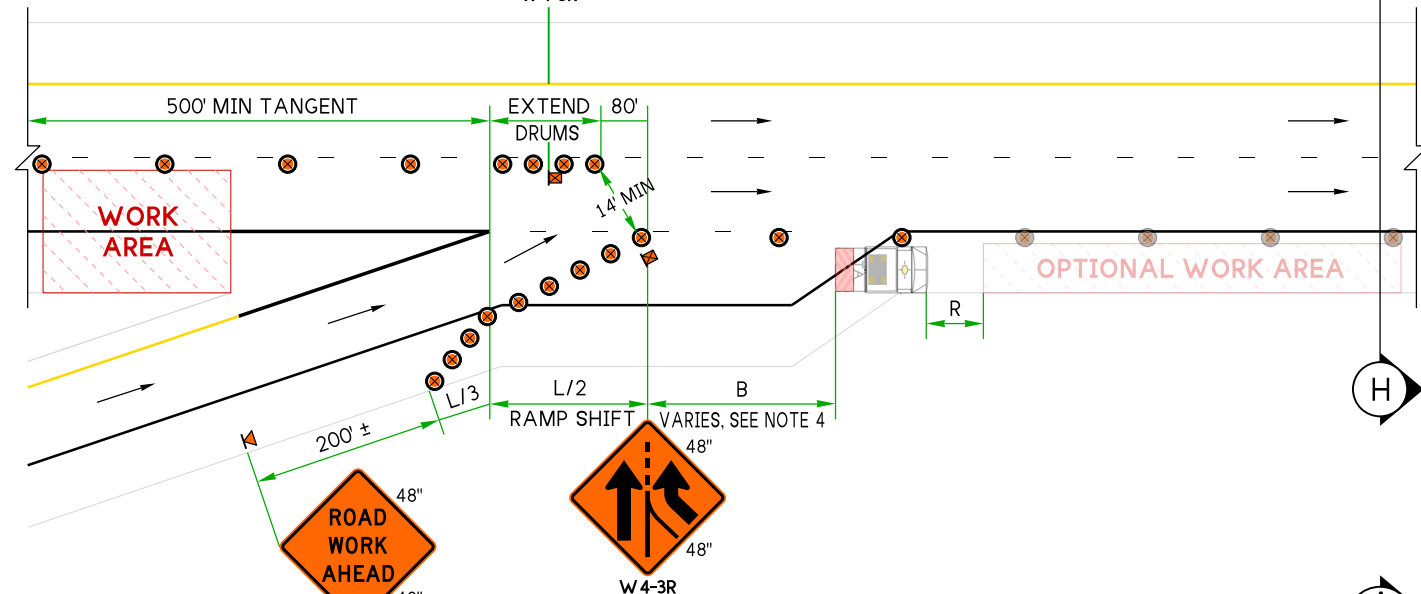 500' MIN TANGENT
EXTEND
DRUMS
80'
14' MIN
WORK
AREA
OPTIONAL WORK AREA
R
L/3
L/2
RAMP SHIFT
B
VARIES, SEE NOTE 4
H
200' ±
48"
48"
ROAD
WORK
AHEAD
48"
W4-3R